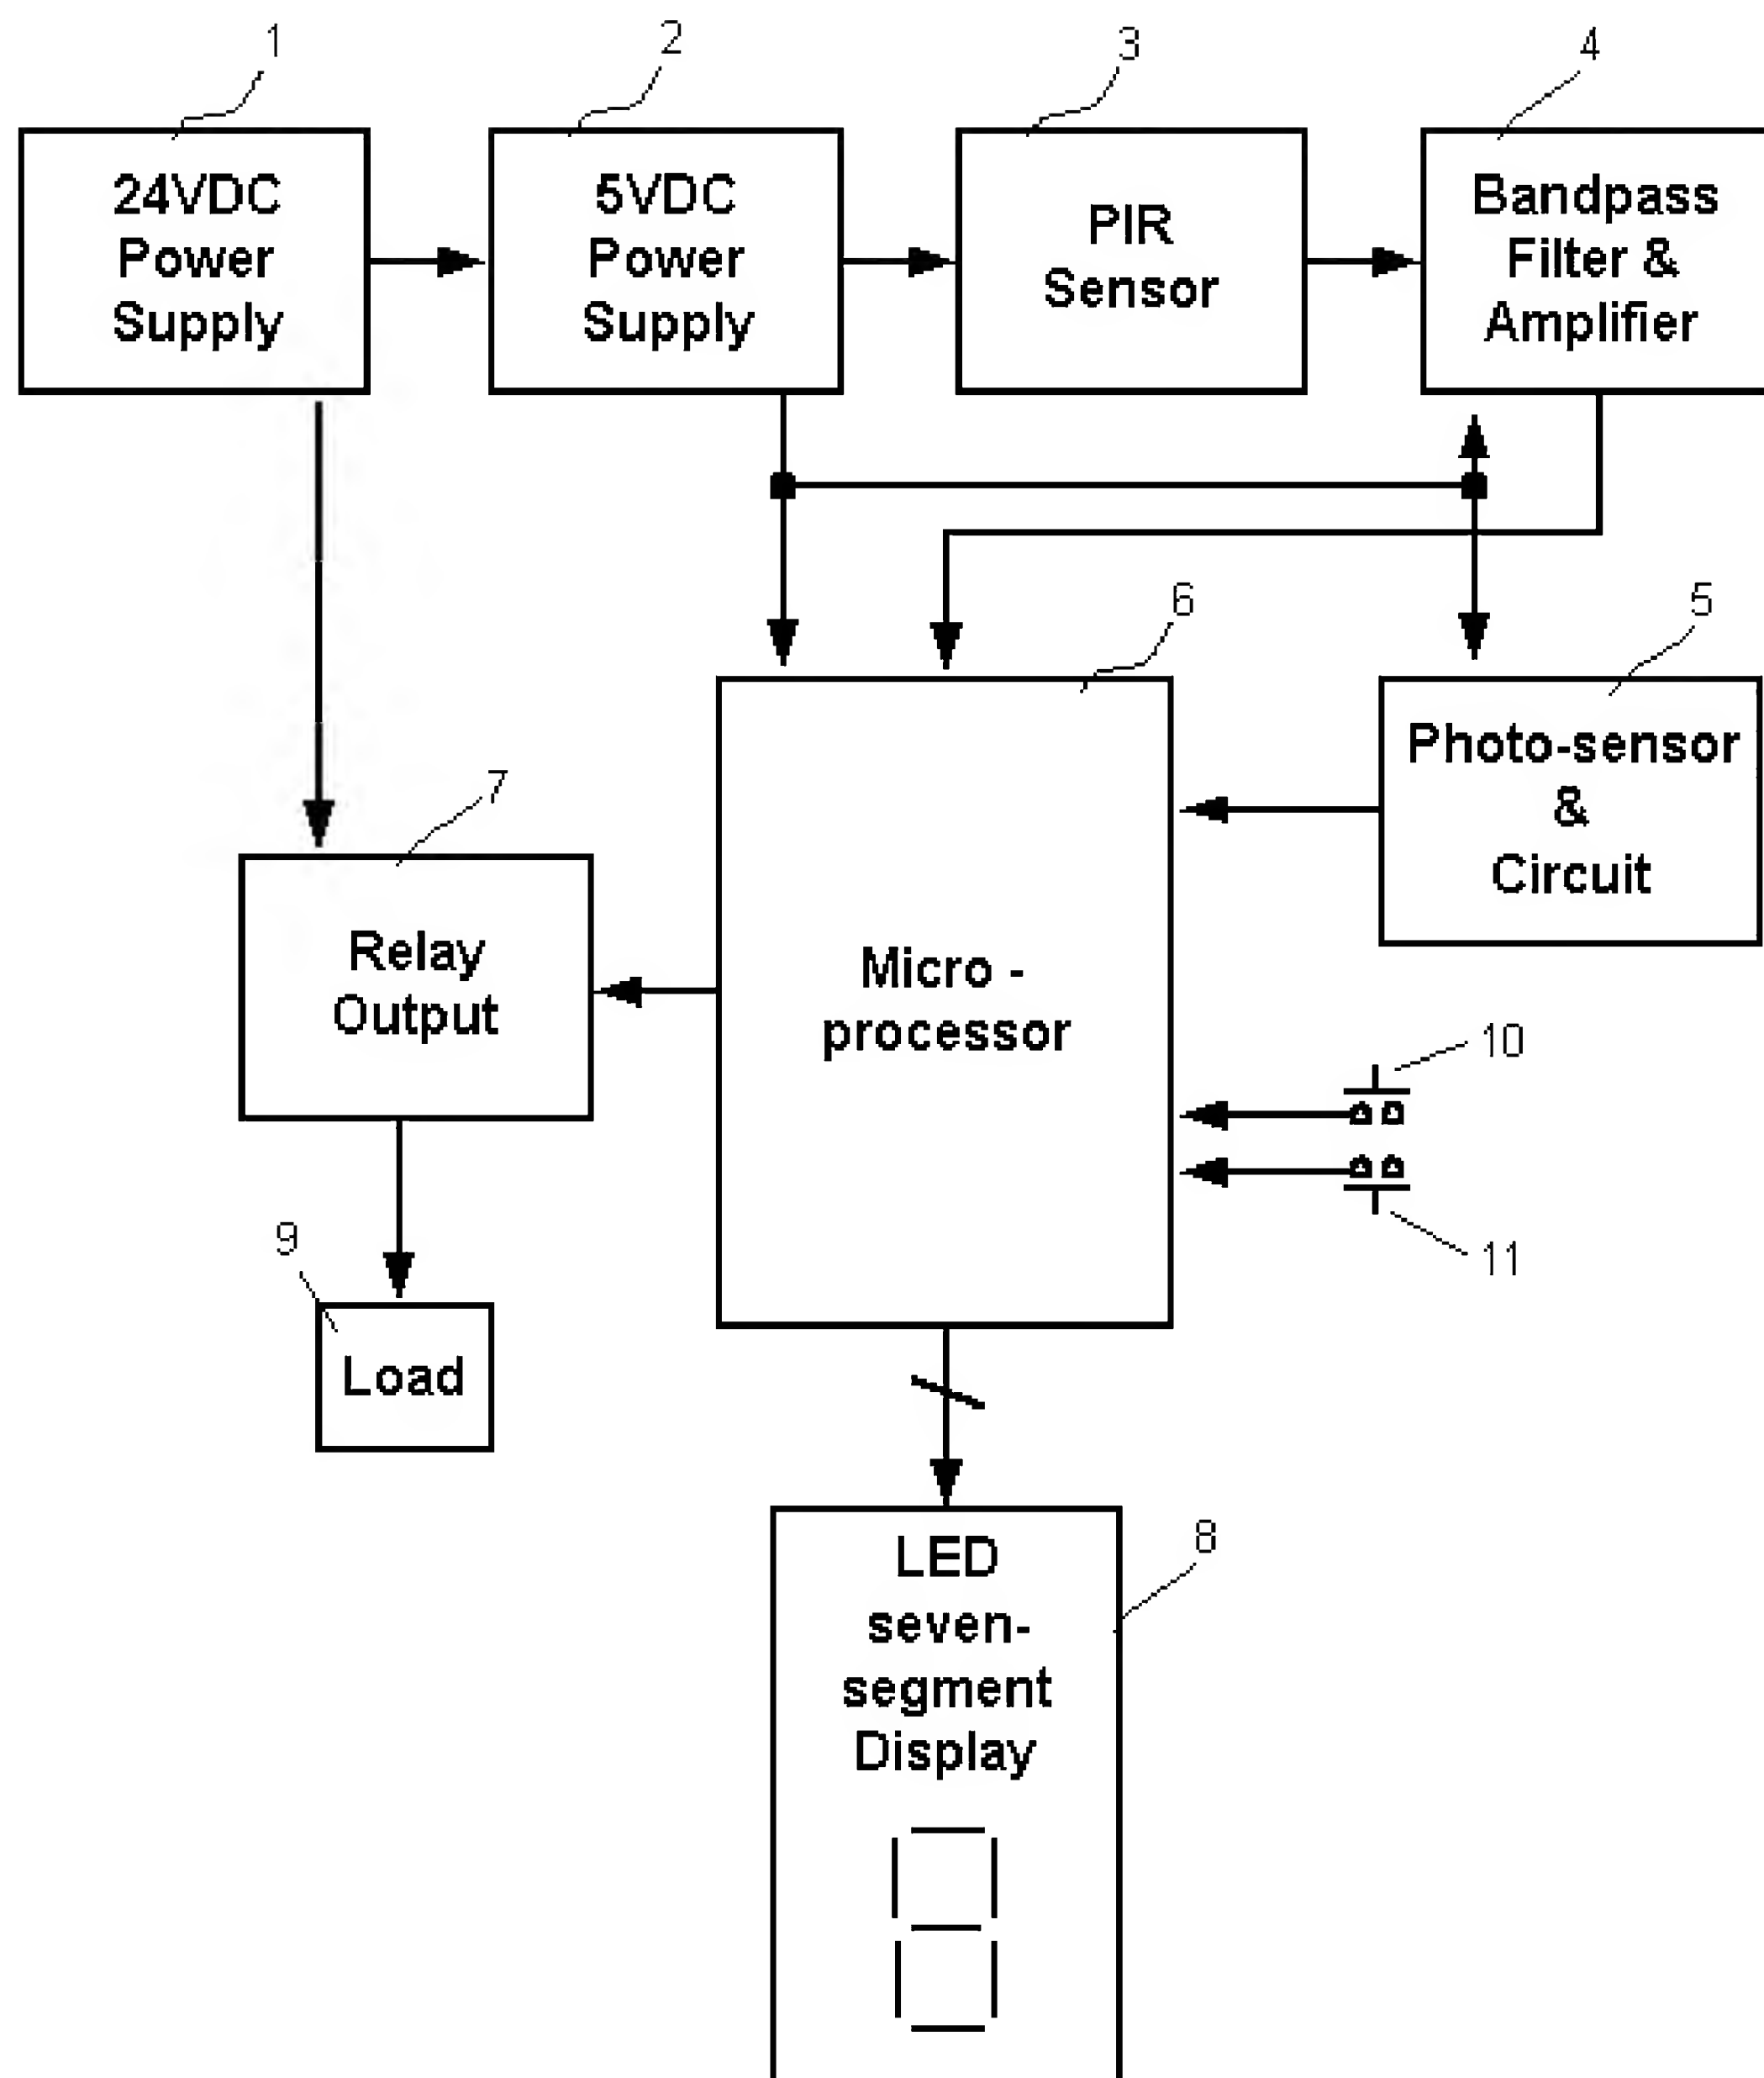 1
2
3
4
24VDC
Power
Supply
5VDC
Power
Supply
PIR
Sensor
Bandpass
Filter &
Amplifier
6
5
Photo-sensor
&
Circuit
7
Relay
Output
Micro -
processor
10
11
9
Load
8
LED
seven-
segment
Display